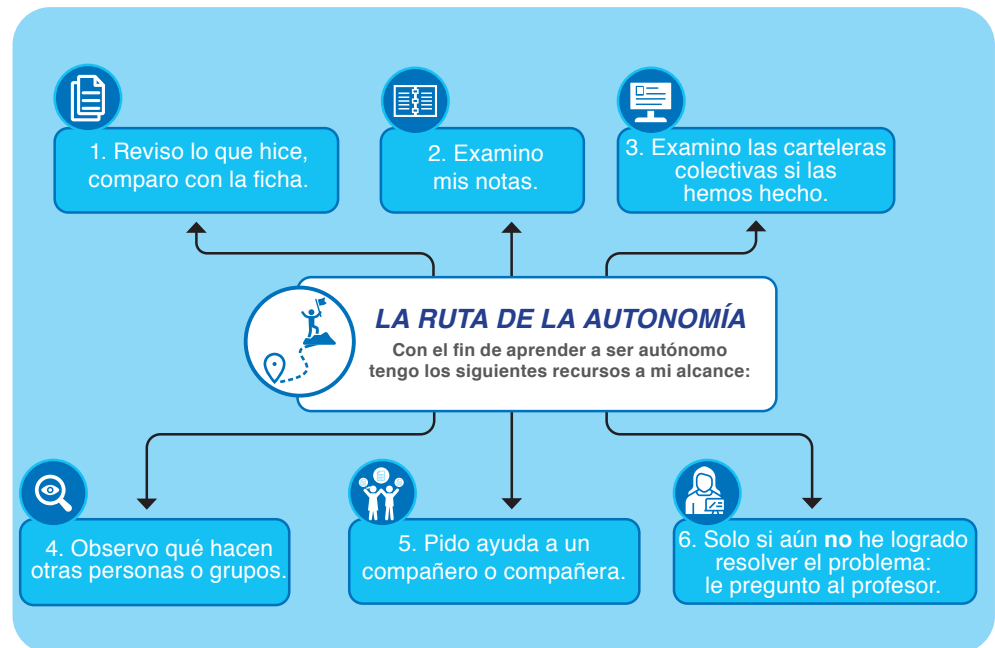 1. Reviso lo que hice,
comparo con la ficha.
2. Examino
mis notas.
3. Examino las carteleras
colectivas si las
hemos hecho.
LA RUTA DE LA AUTONOMÍA
Con el fin de aprender a ser autónomo
tengo los siguientes recursos a mi alcance:
4. Observo qué hacen
otras personas o grupos.
5. Pido ayuda a un
compañero o compañera.
6. Solo si aún no he logrado
resolver el problema:
le pregunto al profesor.